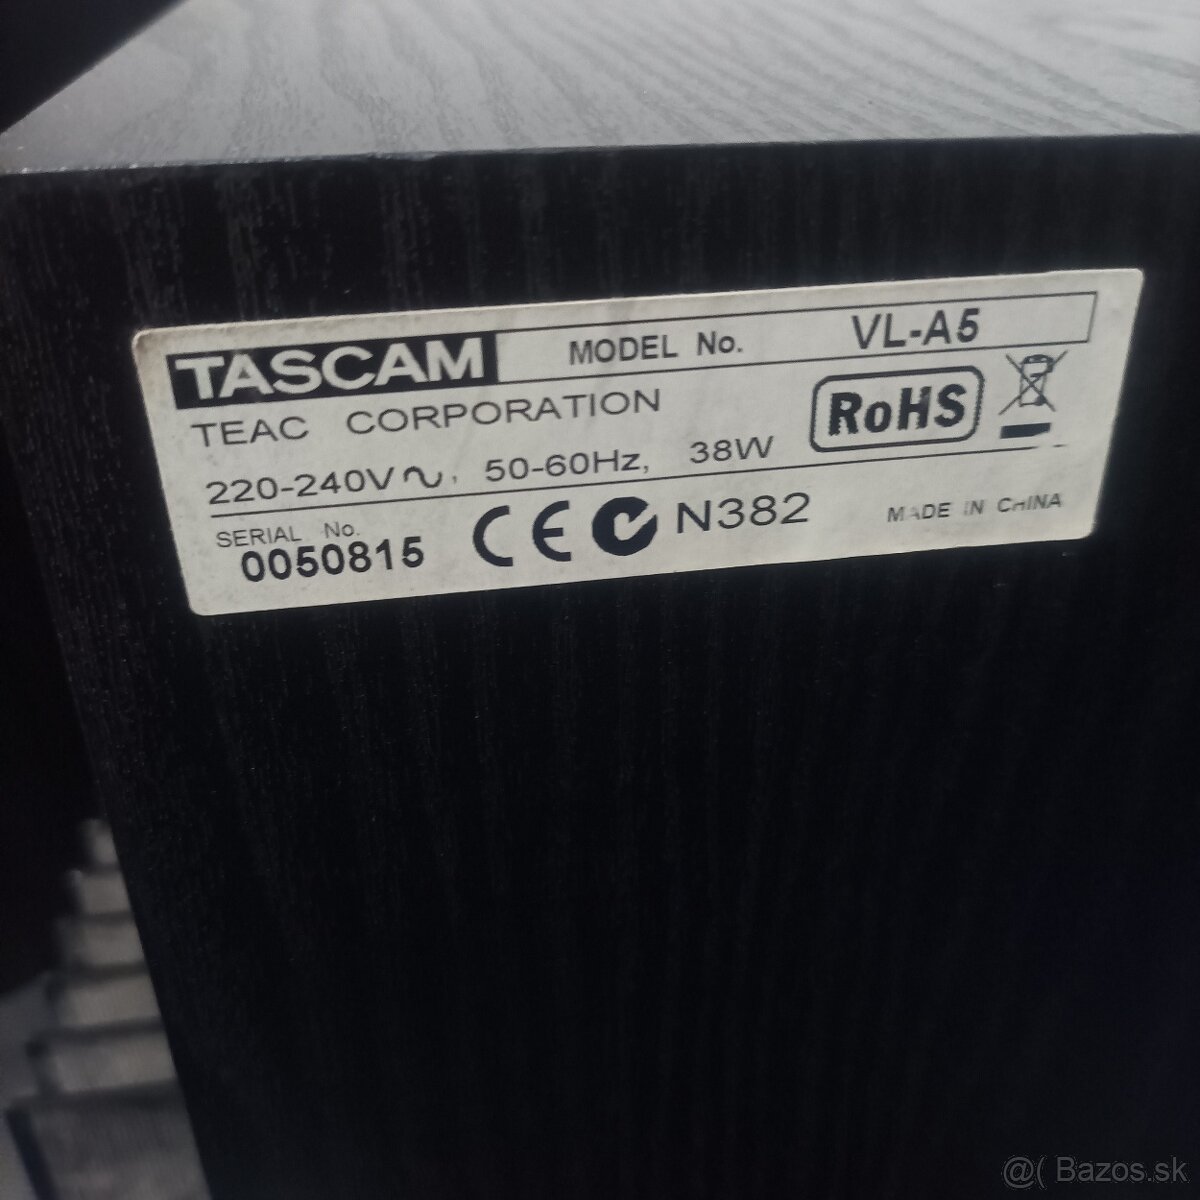 TASCAM MODEL No. VL-A5
TEAC CORPORATION RoHS
220-240V~, 50-60Hz, 38W
SERIAL No. CE N382 MADE IN CHINA
0050815
@( Bazos.sk